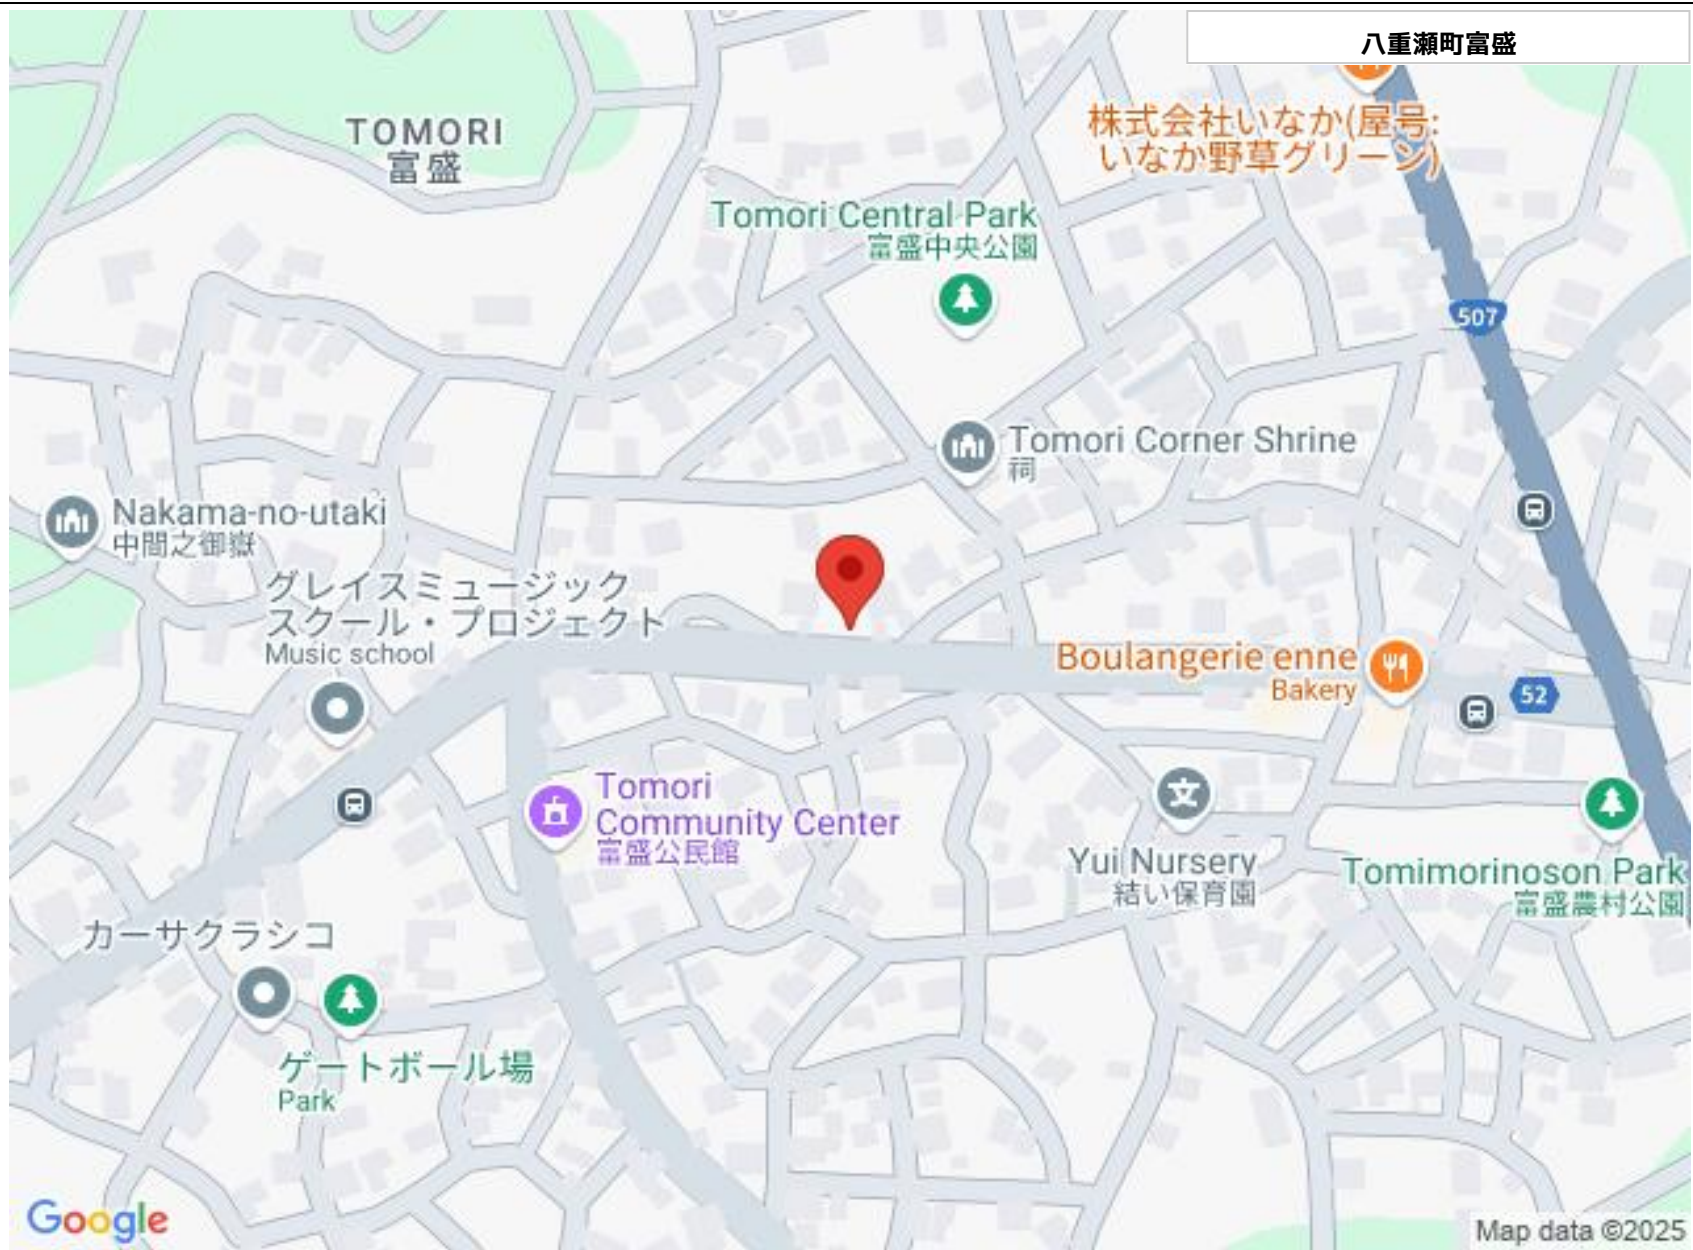 八重瀬町富盛
TOMORI
富盛
株式会社いなか(屋号:
いなか野草グリーン)
Tomori Central Park
富盛中央公園
507
Tomori Corner Shrine
祠
Nakama-no-utaki
中間之御嶽
グレイスミュージック
スクール・プロジェクト
Music school
Boulangerie enne
Bakery
52
Tomori
Community Center
富盛公民館
文
Yui Nursery
結い保育園
Tomimorinoson Park
富盛農村公園
カーサクラシコ
ゲートボール場
Park
Google
Map data ©2025